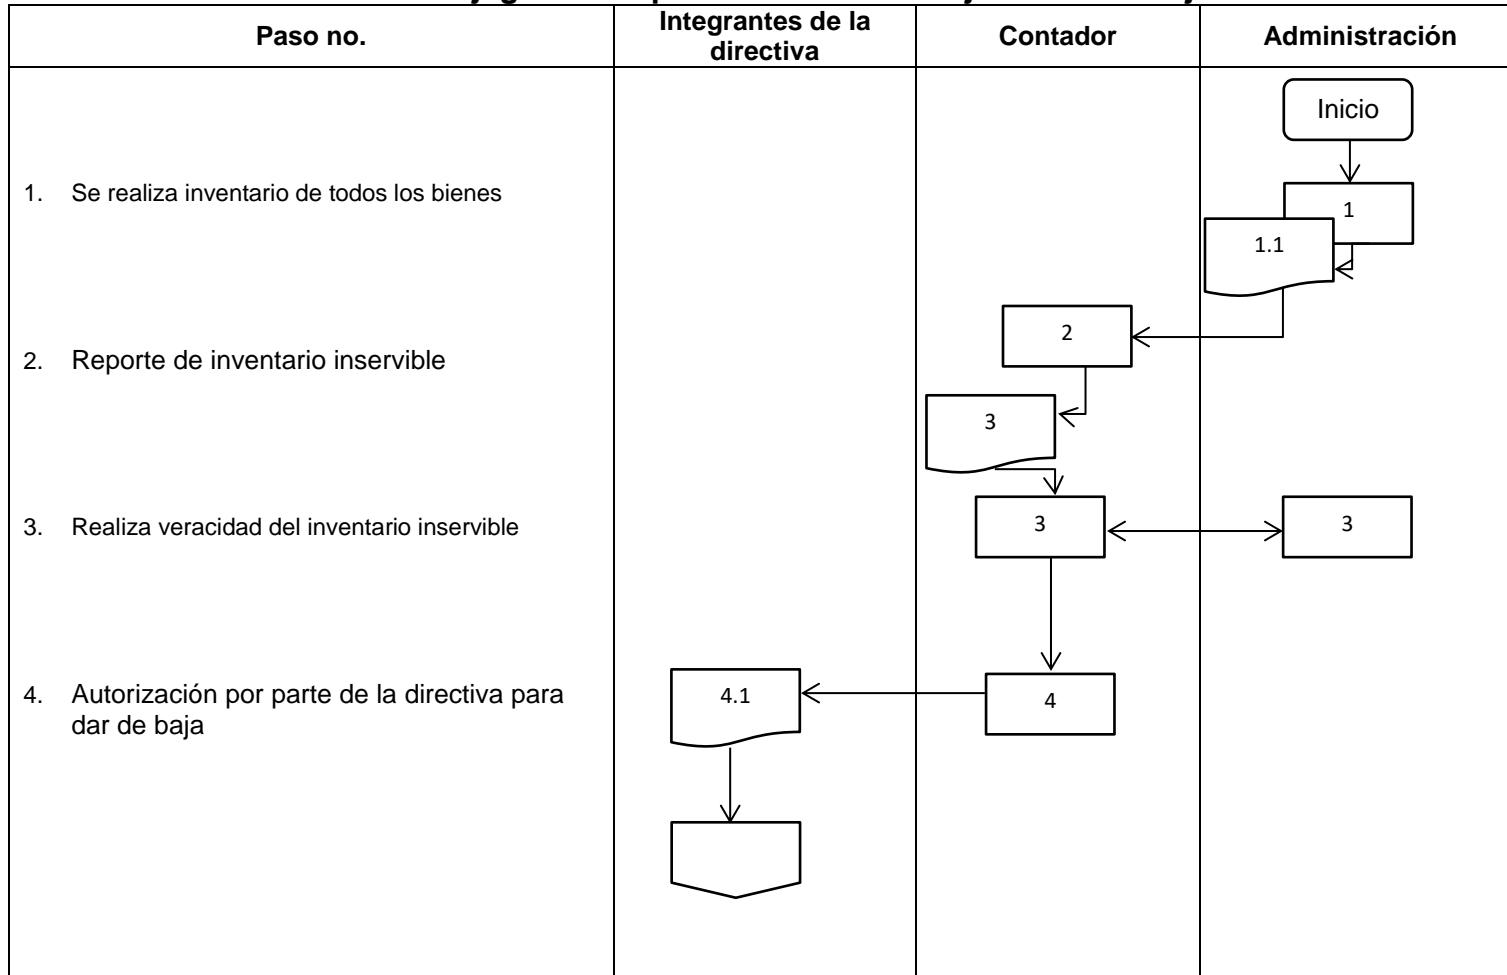 Paso no.
Integrantes de la
directiva
Contador
Administración
Inicio
1. Se realiza inventario de todos los bienes
1
1.1
2
2. Reporte de inventario inservible
3
3. Realiza veracidad del inventario inservible
3
3
4. Autorización por parte de la directiva para
dar de baja
4.1
4